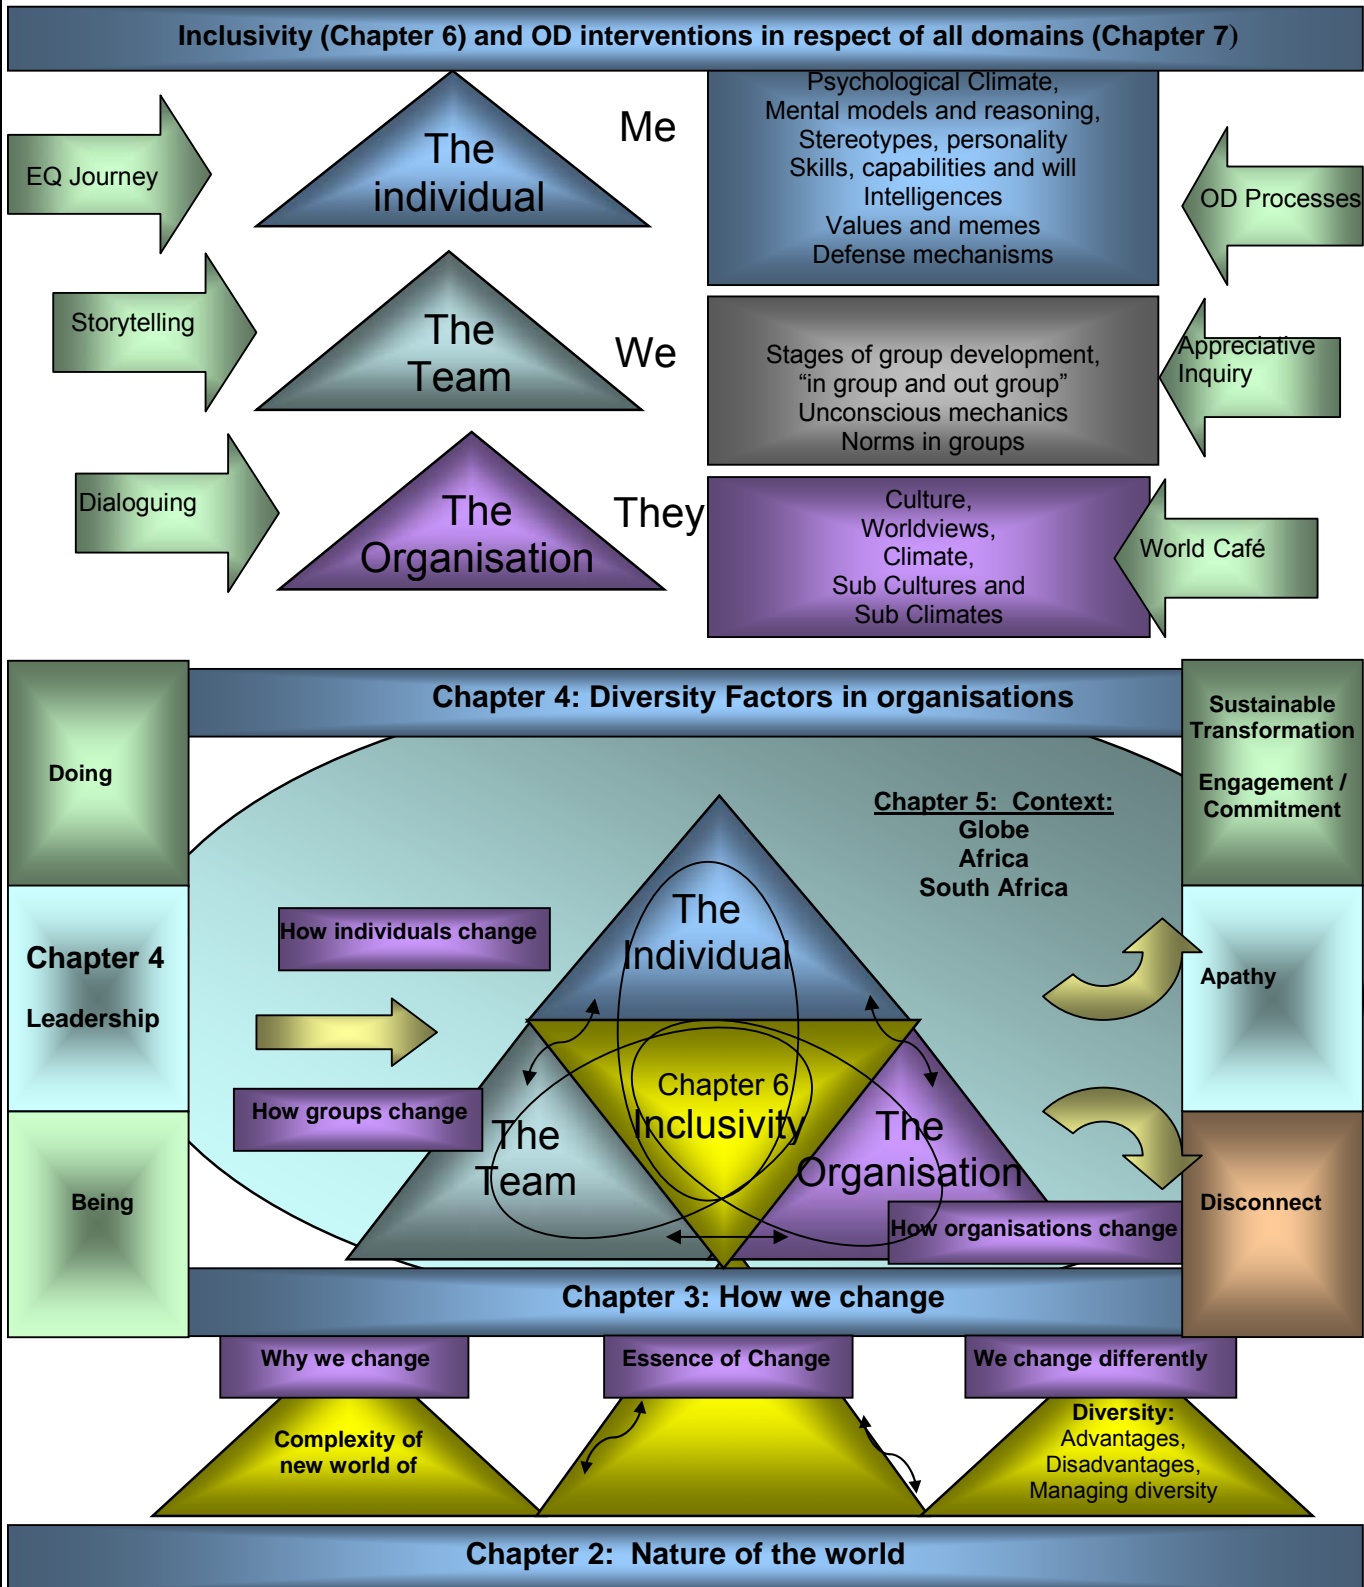 Inclusivity (Chapter 6) and OD interventions in respect of all domains (Chapter 7)
EQ Journey
The
individual
Me
Psychological Climate,
Mental models and reasoning,
Stereotypes, personality
Skills, capabilities and will
Intelligences
Values and memes
Defense mechanisms
OD Processes
Storytelling
The
Team
We
Stages of group development,
“in group and out group”
Unconscious mechanics
Norms in groups
Appreciative
Inquiry
Dialoguing
The
Organisation
They
Culture,
Worldviews,
Climate,
Sub Cultures and
Sub Climates
World Café
Chapter 4: Diversity Factors in organisations
Doing
Chapter 4
Leadership
Being
Chapter 5:  Context:
Globe
Africa
South Africa
How individuals change
How groups change
The
Individual
Chapter 6
Inclusivity
The
Team
The
Organisation
How organisations change
Sustainable
Transformation
Engagement /
Commitment
Apathy
Disconnect
Chapter 3: How we change
Why we change
Essence of Change
We change differently
Complexity of
new world of
Diversity:
Advantages,
Disadvantages,
Managing diversity
Chapter 2:  Nature of the world